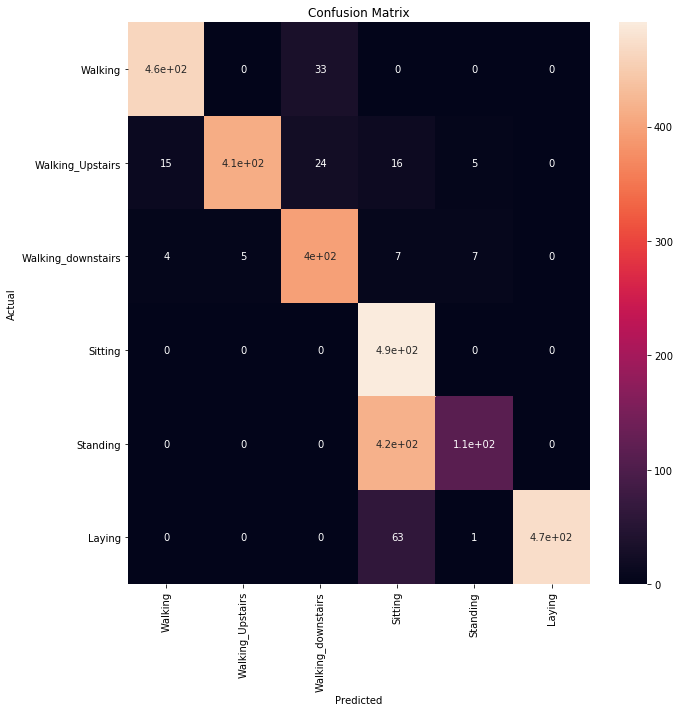 Confusion Matrix
Walking 4.6e+02 0 33 0 0 0
400
Walking_Upstairs 15 4.1e+02 24 16 5 0
300
Walking_downstairs 4 5 4e+02 7 7 0
Actual
Sitting 0 0 0 4.9e+02 0 0
200
Standing 0 0 0 4.2e+02 1.1e+02 0
100
Laying 0 0 0 63 1 4.7e+02
0
Walking Walking_Upstairs Walking_downstairs Sitting Standing Laying
Predicted